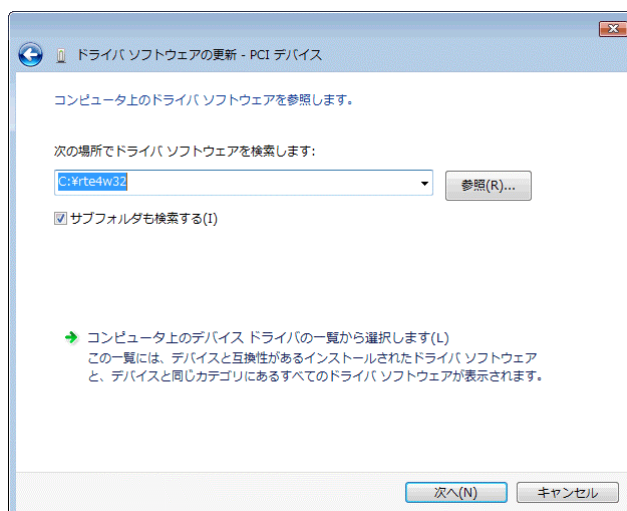 ドライバ ソフトウェアの更新 - PCI デバイス
コンピュータ上のドライバ ソフトウェアを参照します。
次の場所でドライバ ソフトウェアを検索します:
C:¥rte4w32
参照(R)...
サブフォルダも検索する(I)
コンピュータ上のデバイス ドライバの一覧から選択します(L)
この一覧には、デバイスと互換性があるインストールされたドライバ ソフトウェア
と、デバイスと同じカテゴリにあるすべてのドライバ ソフトウェアが表示されます。
次へ(N)
キャンセル